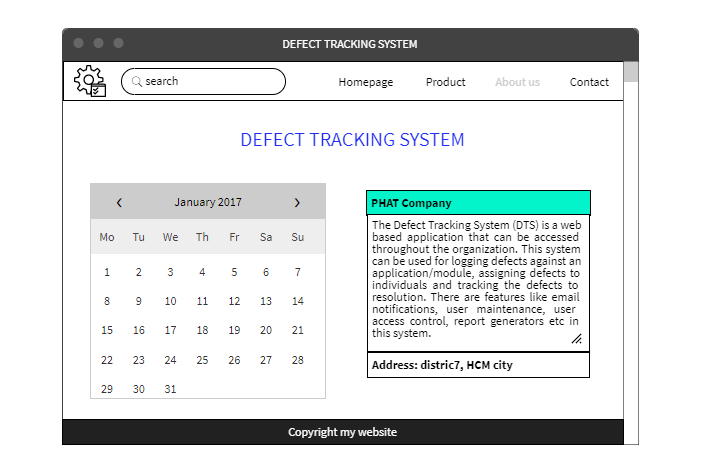 DEFECT TRACKING SYSTEM
search Homepage Product About us Contact
DEFECT TRACKING SYSTEM
January 2017
Mo Tu We Th Fr Sa Su
1 2 3 4 5 6 7
8 9 10 11 12 13 14
15 16 17 18 19 20 21
22 23 24 25 26 27 28
29 30 31
PHAT Company
The Defect Tracking System (DTS) is a web
based application that can be accessed
throughout the organization. This system
can be used for logging defects against an
application/module, assigning defects to
individuals and tracking the defects to
resolution. There are features like email
notifications, user maintenance, user
access control, report generators etc in
this system.
Address: distric7, HCM city
Copyright my website